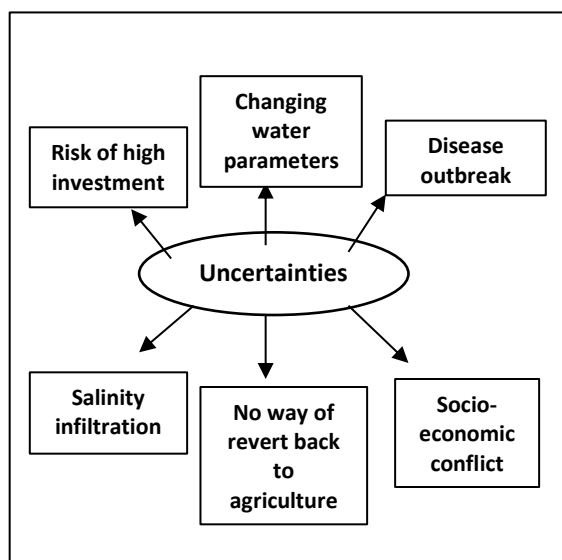 Changing
water
parameters
Risk of high
investment
Disease
outbreak
Uncertainties
Salinity
infiltration
No way of
revert back
to
agriculture
Socio-
economic
conflict